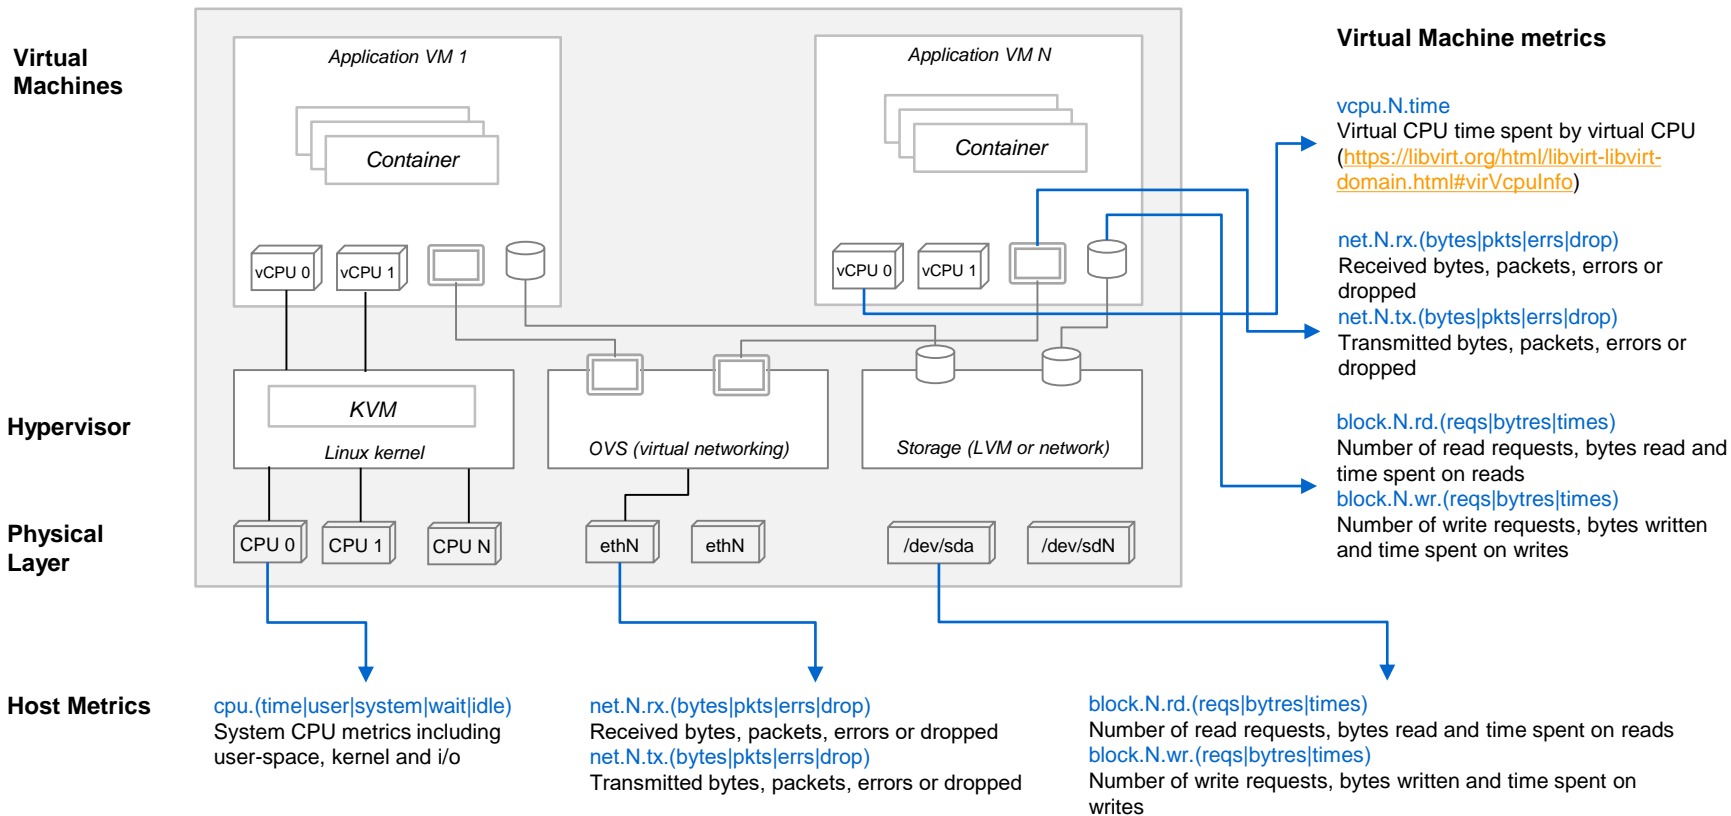 Virtual
Machines
Application VM 1
Container
vCPU 0
vCPU 1
Application VM N
Container
vCPU 0
vCPU 1
Hypervisor
KVM
Linux kernel
OVS (virtual networking)
Storage (LVM or network)
Physical
Layer
CPU 0
CPU 1
CPU N
ethN
ethN
/dev/sda
/dev/sdN
Virtual Machine metrics
vcpu.N.time
Virtual CPU time spent by virtual CPU
(https://libvirt.org/html/libvirt-libvirt-
domain.html#virVcpuInfo)
net.N.rx.(bytes|pkts|errs|drop)
Received bytes, packets, errors or
dropped
net.N.tx.(bytes|pkts|errs|drop)
Transmitted bytes, packets, errors or
dropped
block.N.rd.(reqs|bytres|times)
Number of read requests, bytes read and
time spent on reads
block.N.wr.(reqs|bytres|times)
Number of write requests, bytes written
and time spent on writes
Host Metrics
cpu.(time|user|system|wait|idle)
System CPU metrics including
user-space, kernel and i/o
net.N.rx.(bytes|pkts|errs|drop)
Received bytes, packets, errors or dropped
net.N.tx.(bytes|pkts|errs|drop)
Transmitted bytes, packets, errors or dropped
block.N.rd.(reqs|bytres|times)
Number of read requests, bytes read and time spent on reads
block.N.wr.(reqs|bytres|times)
Number of write requests, bytes written and time spent on
writes